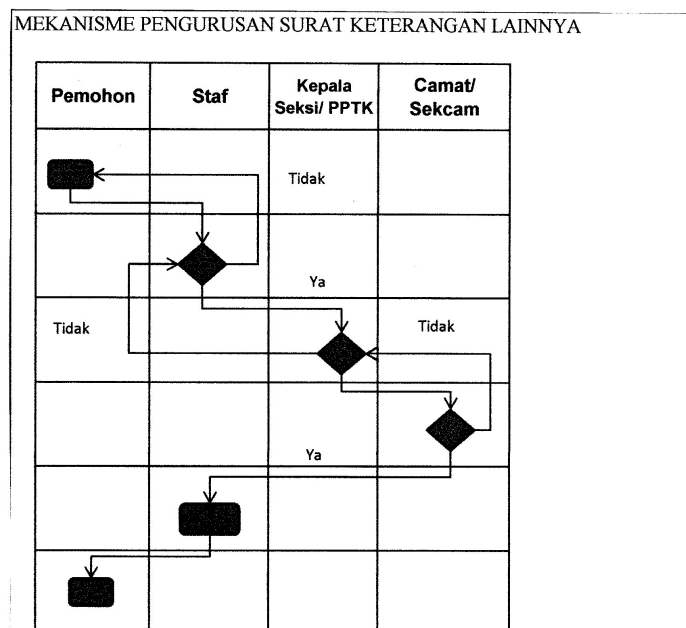 MEKANISME PENGURUSAN SURAT KETERANGAN LAINNYA
Pemohon
Staf
Kepala
Seksi/ PPTK
Camat/
Sekcam
Tidak
Ya
Tidak
Tidak
Ya